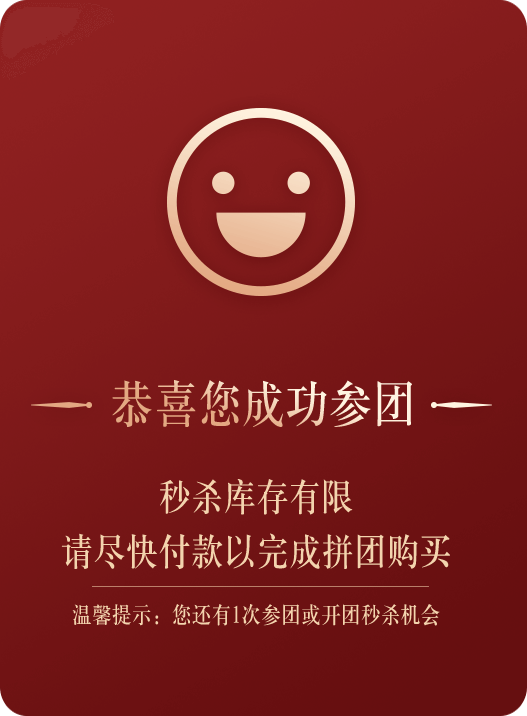 恭喜您成功参团
秒杀库存有限
请尽快付款以完成拼团购买
温馨提示：您还有1次参团或开团秒杀机会